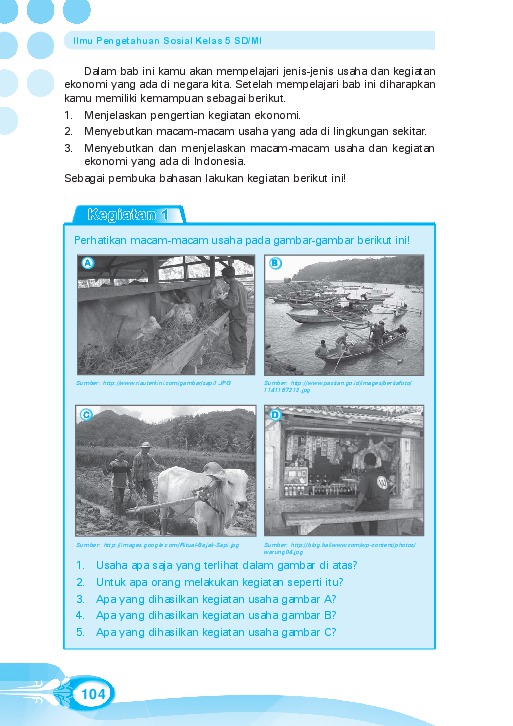 Ilmu Pengetahuan Sosial Kelas 5 SD/MI
Dalam bab ini kamu akan mempelajari jenis-jenis usaha dan kegiatan
ekonomi yang ada di negara kita. Setelah mempelajari bab ini diharapkan
kamu memiliki kemampuan sebagai berikut.
1. Menjelaskan pengertian kegiatan ekonomi.
2. Menyebutkan macam-macam usaha yang ada di lingkungan sekitar.
3. Menyebutkan dan menjelaskan macam-macam usaha dan kegiatan
ekonomi yang ada di Indonesia.
Sebagai pembuka bahasan lakukan kegiatan berikut ini!
Kegiatan 1
Perhatikan macam-macam usaha pada gambar-gambar berikut ini!
A
B
Sumber: http://www.riauterkini.com/gambar/sapi1.JPG
Sumber: http://www.pacitan.go.id/images/beritafoto/
C
D
Sumber: http://images.google.com/Ritual-Bajak-Sapi.jpg
Sumber: http://blog.baliwww.com/wp-content/photos/
warung04.jpg
1. Usaha apa saja yang terlihat dalam gambar di atas?
2. Untuk apa orang melakukan kegiatan seperti itu?
3. Apa yang dihasilkan kegiatan usaha gambar A?
4. Apa yang dihasilkan kegiatan usaha gambar B?
5. Apa yang dihasilkan kegiatan usaha gambar C?
104